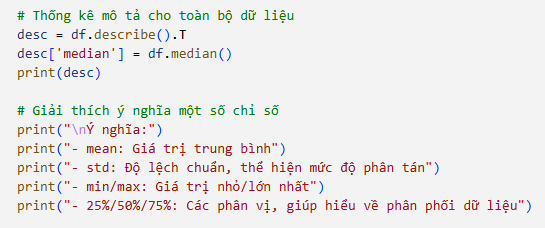 # Thống kê mô tả cho toàn bộ dữ liệu
desc = df.describe().T
desc['median'] = df.median()
print(desc)
# Giải thích ý nghĩa một số chỉ số
print("\nÝ nghĩa:")
print("- mean: Giá trị trung bình")
print("- std: Độ lệch chuẩn, thể hiện mức độ phân tán")
print("- min/max: Giá trị nhỏ/lớn nhất")
print("- 25%/50%/75%: Các phân vị, giúp hiểu về phân phối dữ liệu")